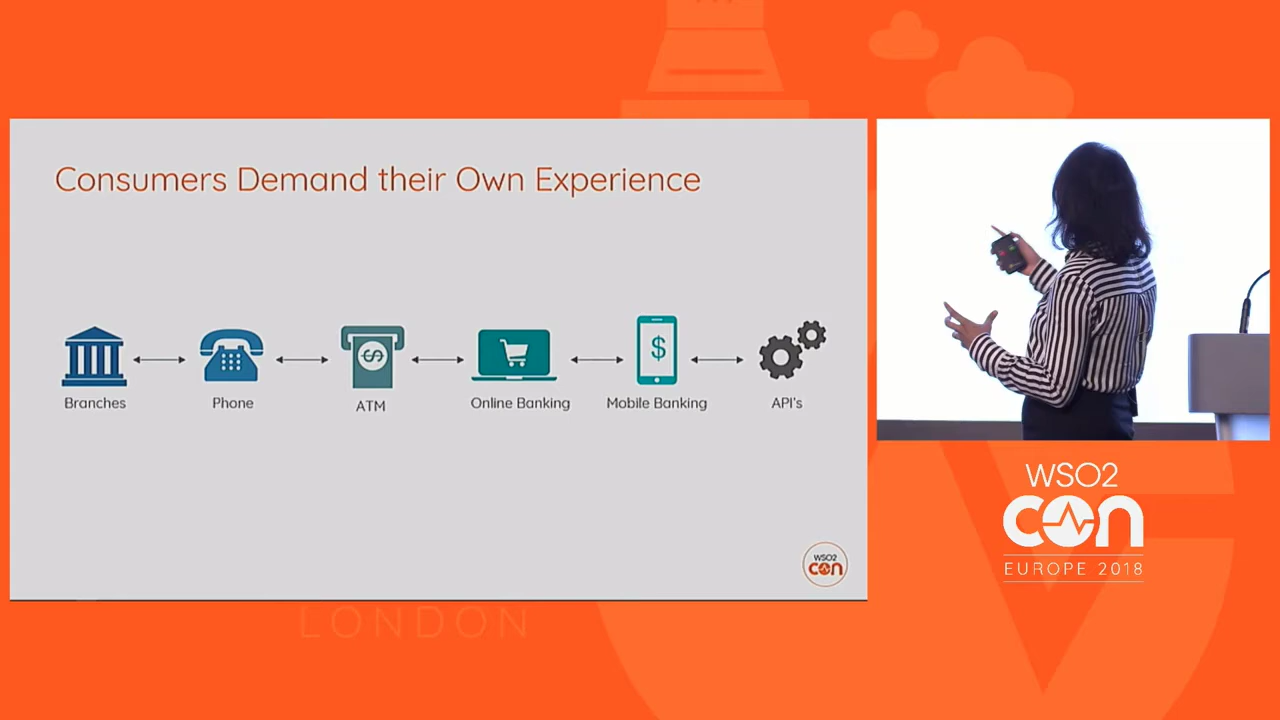 Consumers Demand their Own Experience
Branches
Phone
ATM
Online Banking
Mobile Banking
API's
WSO2
con
WSO2
con
EUROPE 2018
LONDON